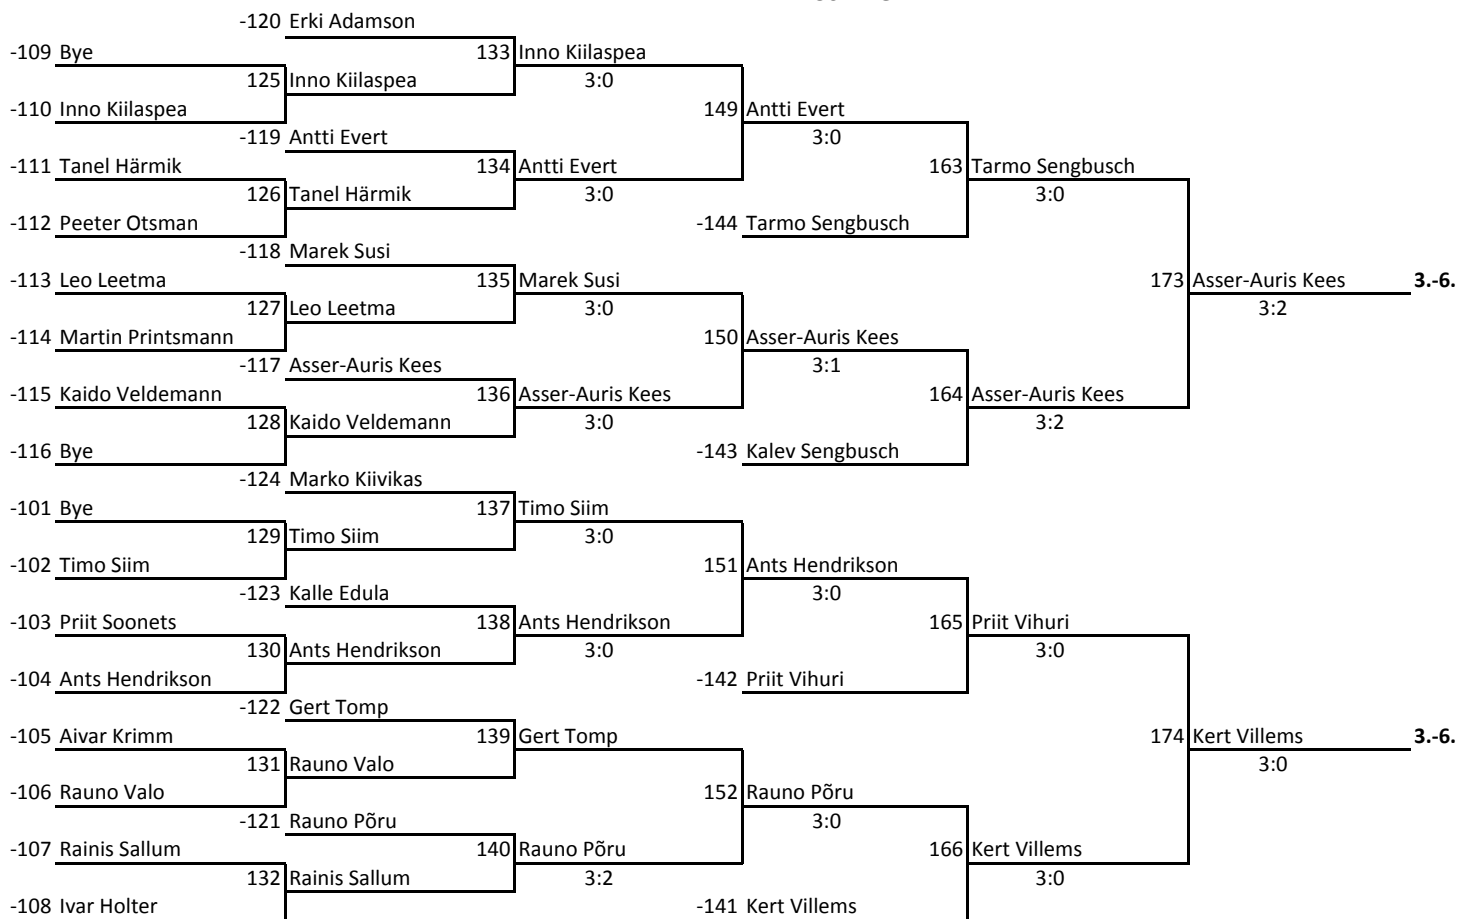 -120 Erki Adamson
-109 Bye 133 Inno Kiilaspea
125 Inno Kiilaspea 3:0
-110 Inno Kiilaspea 149 Antti Evert
-119 Antti Evert 3:0
-111 Tanel Härmik 134 Antti Evert 163 Tarmo Sengbusch
126 Tanel Härmik 3:0 3:0
-112 Peeter Otsman -144 Tarmo Sengbusch
-118 Marek Susi
-113 Leo Leetma 135 Marek Susi 173 Asser-Auris Kees 3.-6.
127 Leo Leetma 3:0 3:2
-114 Martin Printsmann 150 Asser-Auris Kees
-117 Asser-Auris Kees 3:1
-115 Kaido Veldemann 136 Asser-Auris Kees 164 Asser-Auris Kees
128 Kaido Veldemann 3:0 3:2
-116 Bye -143 Kalev Sengbusch
-124 Marko Kiivikas
-101 Bye 137 Timo Siim
129 Timo Siim 3:0
-102 Timo Siim 151 Ants Hendrikson
-123 Kalle Edula 3:0
-103 Priit Soonets 138 Ants Hendrikson 165 Priit Vihuri
130 Ants Hendrikson 3:0 3:0
-104 Ants Hendrikson -142 Priit Vihuri
-122 Gert Tomp
-105 Aivar Krimm 139 Gert Tomp 174 Kert Villems 3.-6.
131 Rauno Valo 3:0
-106 Rauno Valo 152 Rauno Põru
-121 Rauno Põru 3:0
-107 Rainis Sallum 140 Rauno Põru 166 Kert Villems
132 Rainis Sallum 3:2 3:0
-108 Ivar Holter -141 Kert Villems